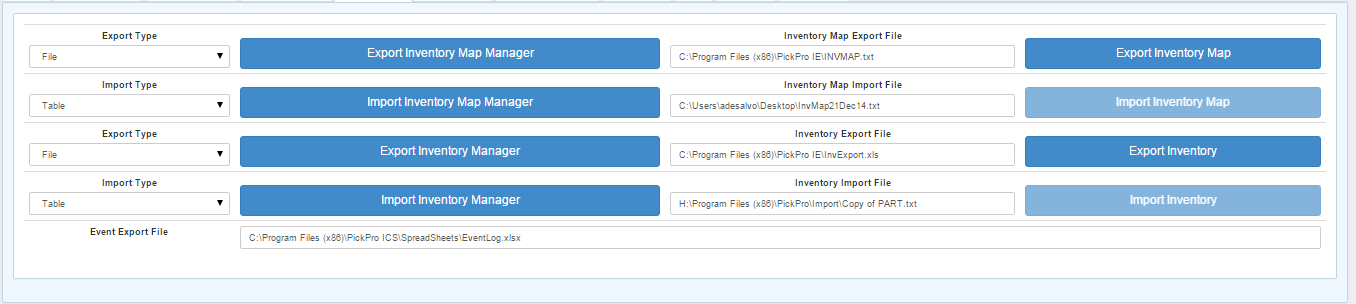 Export Type
Inventory Map Export File
File
Export Inventory Map Manager
C:\Program Files (x86)\PickPro IE\INVMAP.txt
Export Inventory Map
Import Type
Inventory Map Import File
Table
Import Inventory Map Manager
C:\Users\adesalvo\Desktop\InvMap21Dec14.txt
Import Inventory Map
Export Type
Inventory Export File
File
Export Inventory Manager
C:\Program Files (x86)\PickPro IE\InvExport.xls
Export Inventory
Import Type
Inventory Import File
Table
Import Inventory Manager
H:\Program Files (x86)\PickPro\Import\Copy of PART.txt
Import Inventory
Event Export File
C:\Program Files (x86)\PickPro ICS\SpreadSheets\EventLog.xlsx